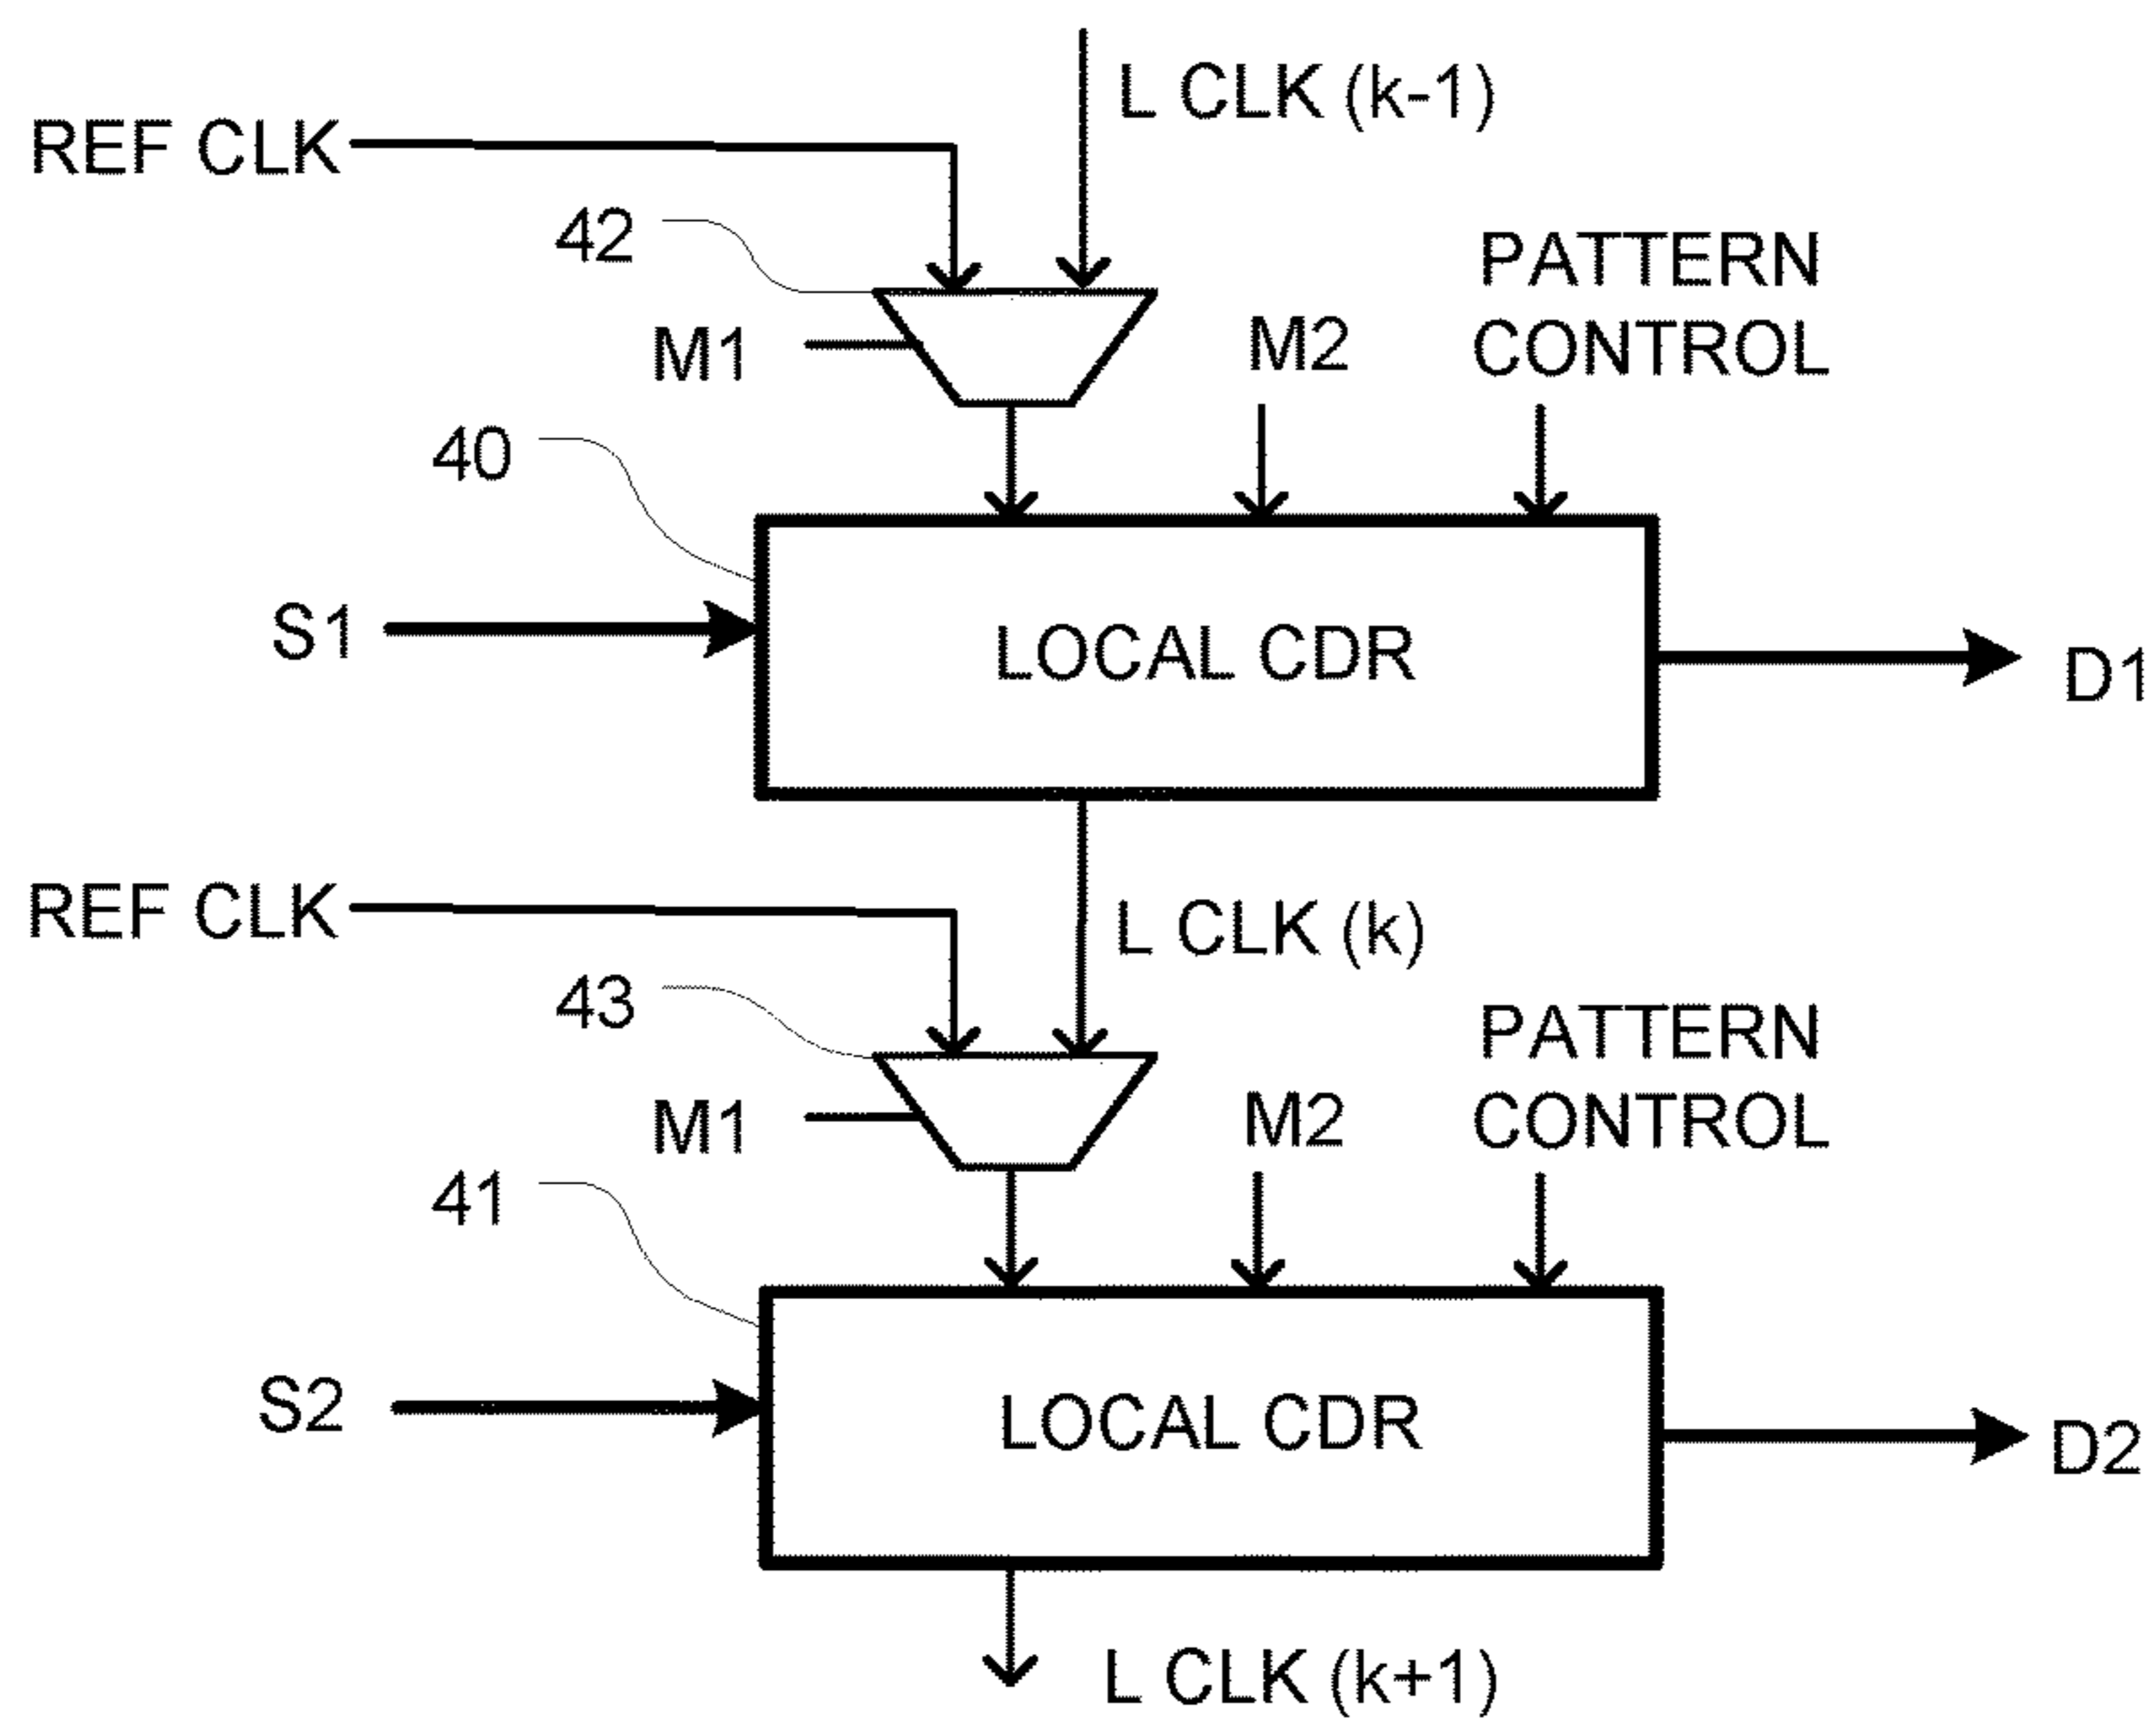 L CLK (k-1)
REF CLK
42
PATTERN
CONTROL
M1
M2
40
S1
LOCAL CDR
D1
REF CLK
L CLK (k)
43
PATTERN
CONTROL
M1
M2
41
S2
LOCAL CDR
D2
L CLK (k+1)